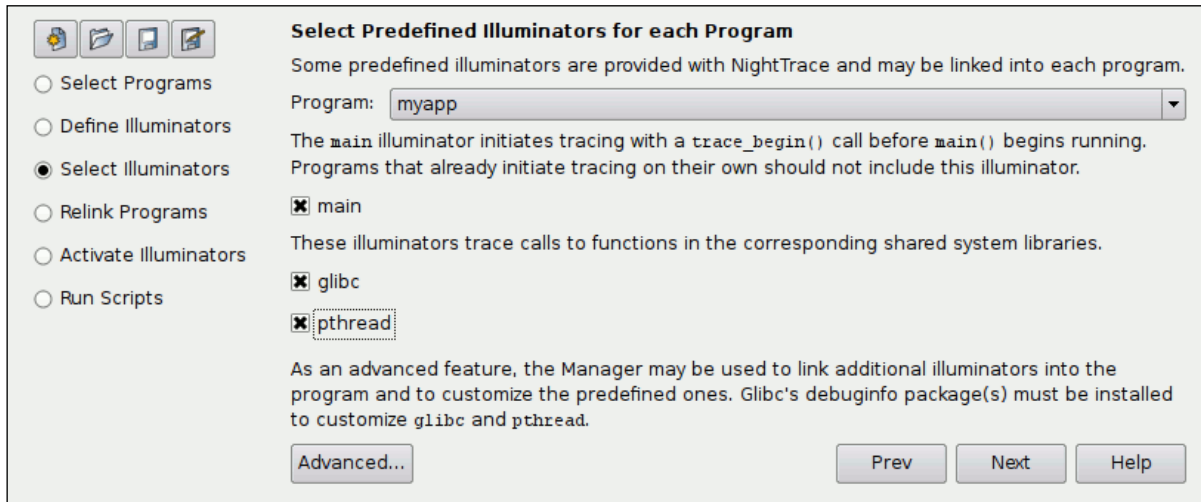 Select Predefined Illuminators for each Program
Some predefined illuminators are provided with NightTrace and may be linked into each program.
Select Programs
Program: myapp
Define Illuminators
The main illuminator initiates tracing with a trace_begin() call before main() begins running.
Select Illuminators
Programs that already initiate tracing on their own should not include this illuminator.
Relink Programs
main
Activate Illuminators
These illuminators trace calls to functions in the corresponding shared system libraries.
Run Scripts
glibc
pthread
As an advanced feature, the Manager may be used to link additional illuminators into the
program and to customize the predefined ones. Glibc's debuginfo package(s) must be installed
to customize glibc and pthread.
Advanced... Prev Next Help